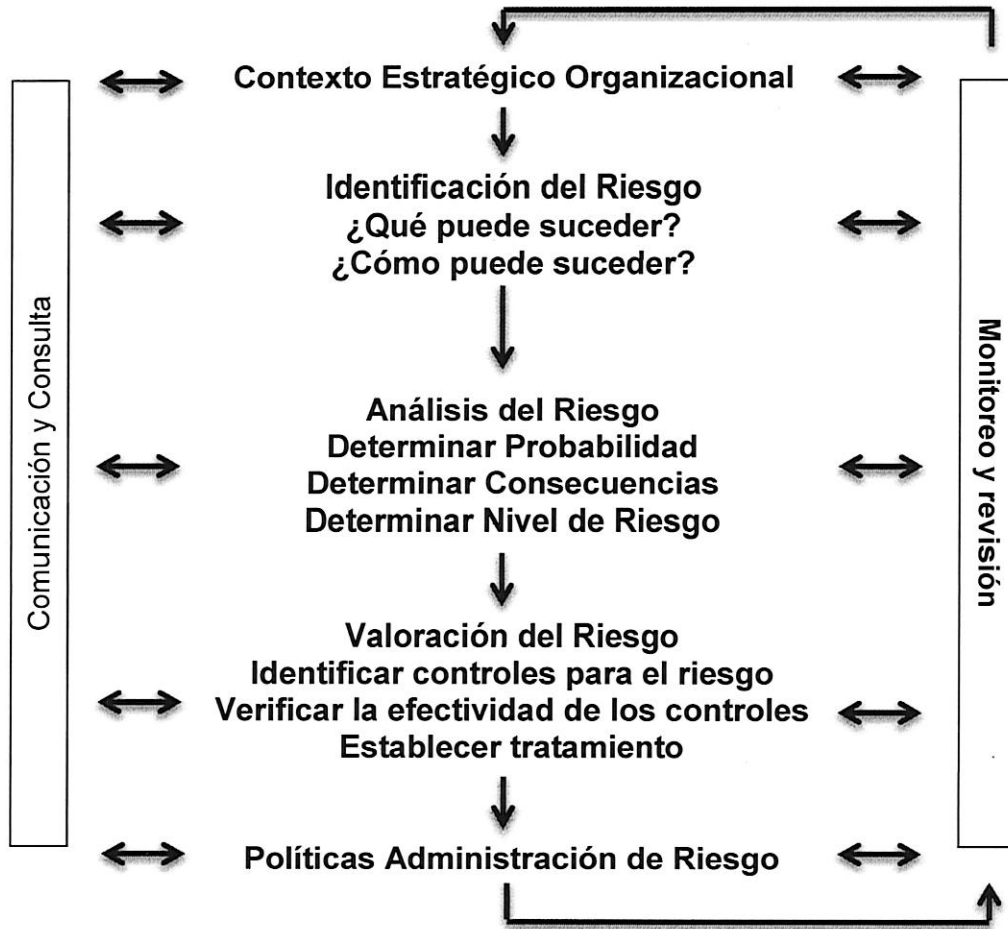 Contexto Estratégico Organizacional
Identificación del Riesgo
¿Qué puede suceder?
¿Cómo puede suceder?
Análisis del Riesgo
Determinar Probabilidad
Determinar Consecuencias
Determinar Nivel de Riesgo
Valoración del Riesgo
Identificar controles para el riesgo
Verificar la efectividad de los controles
Establecer tratamiento
Políticas Administración de Riesgo
Comunicación y Consulta
Monitoreo y revisión